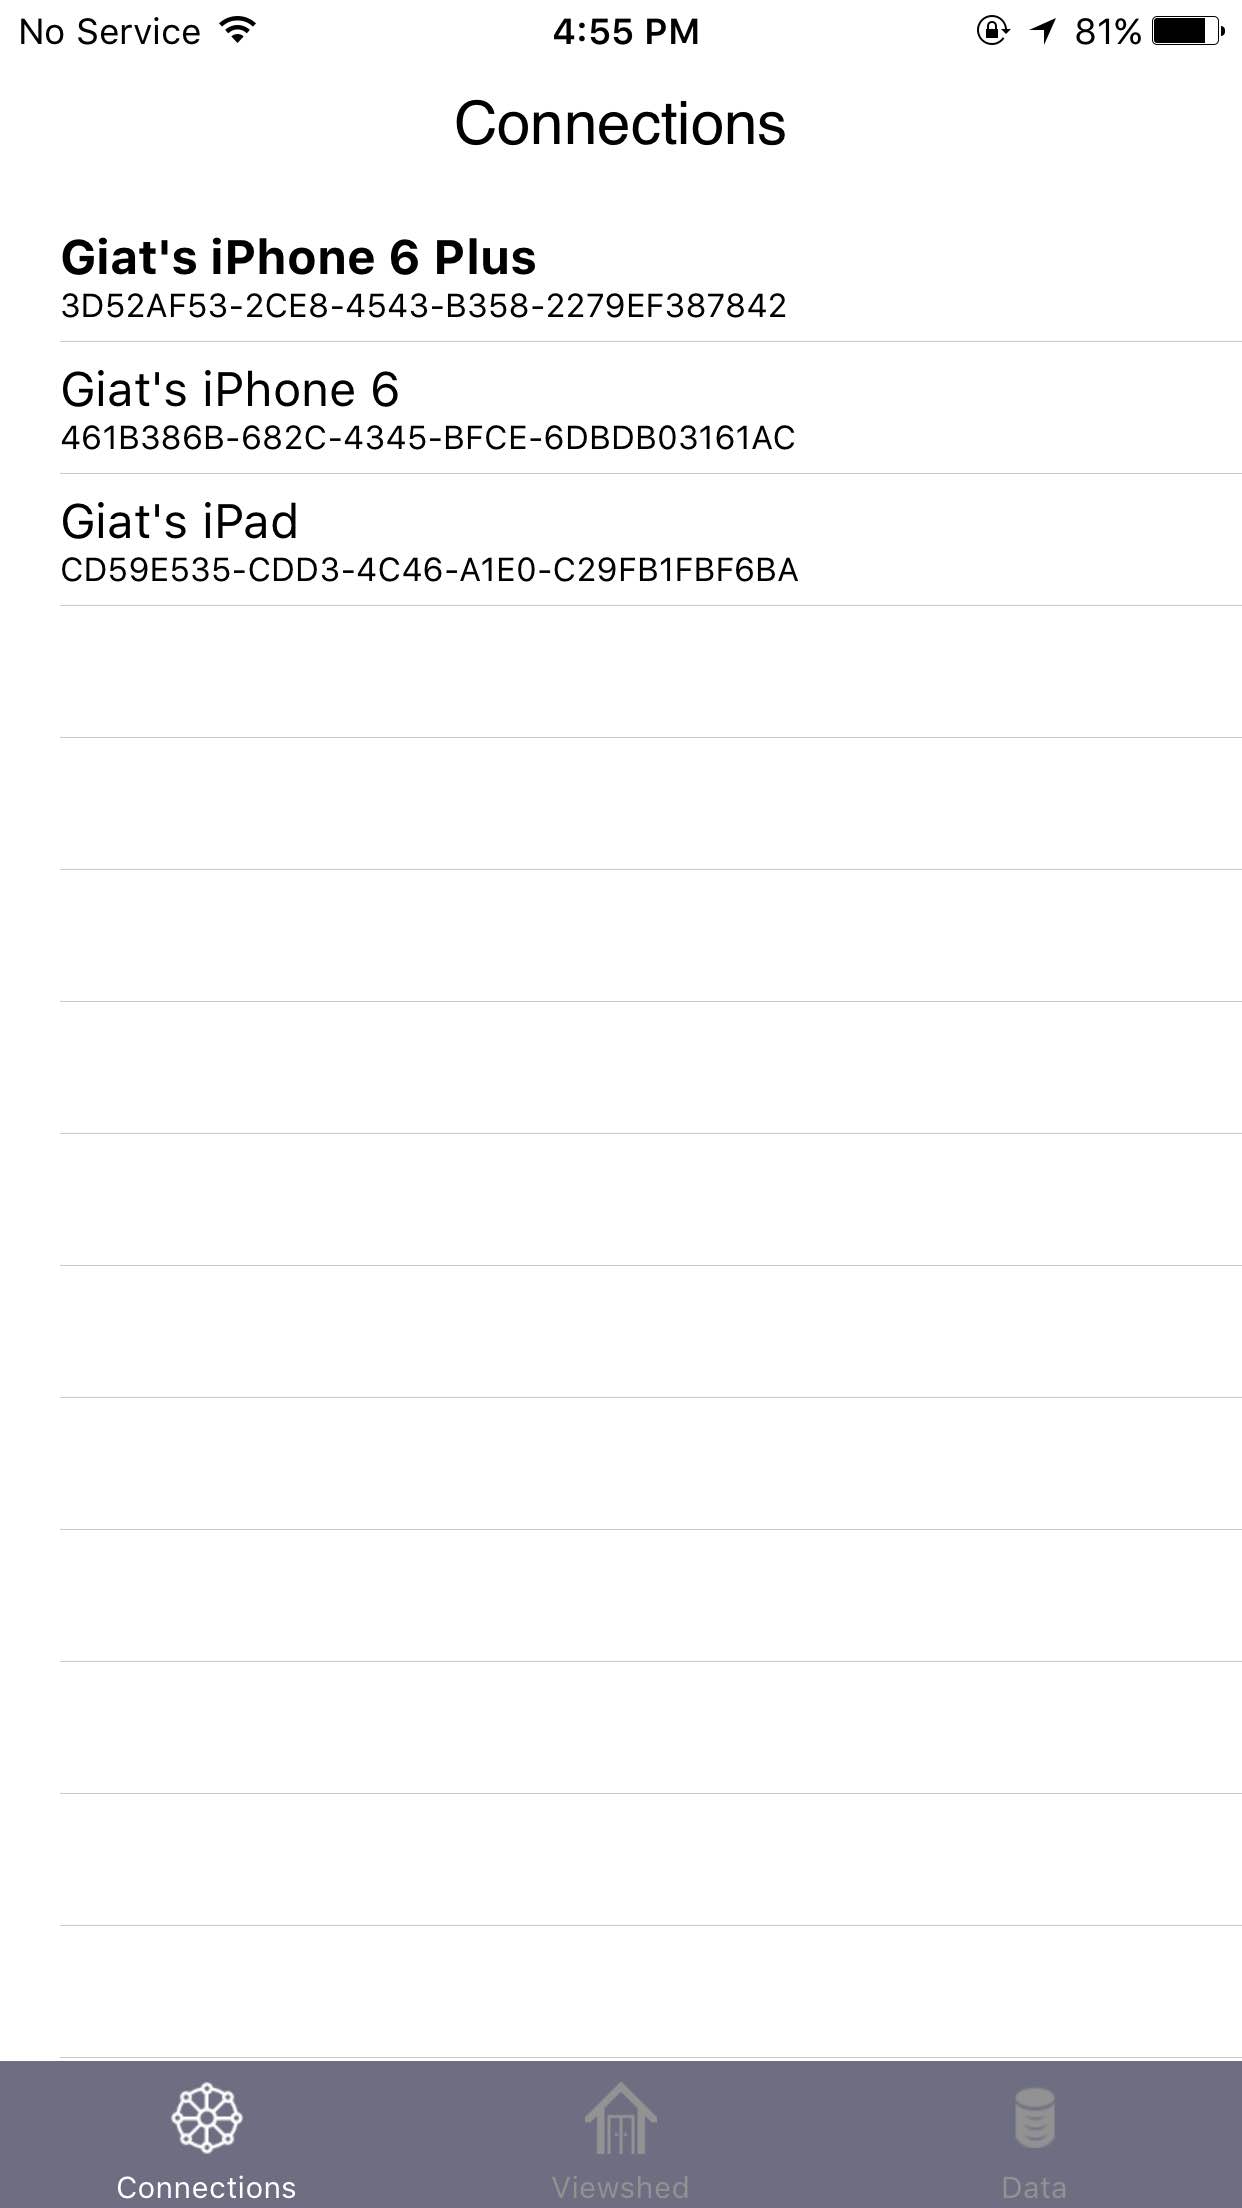 No Service 4:55 PM 81%
Connections
Giat's iPhone 6 Plus
3D52AF53-2CE8-4543-B358-2279EF387842
Giat's iPhone 6
461B386B-682C-4345-BFCE-6DBDB03161AC
Giat's iPad
CD59E535-CDD3-4C46-A1E0-C29FB1FBF6BA
Connections Viewshed Data